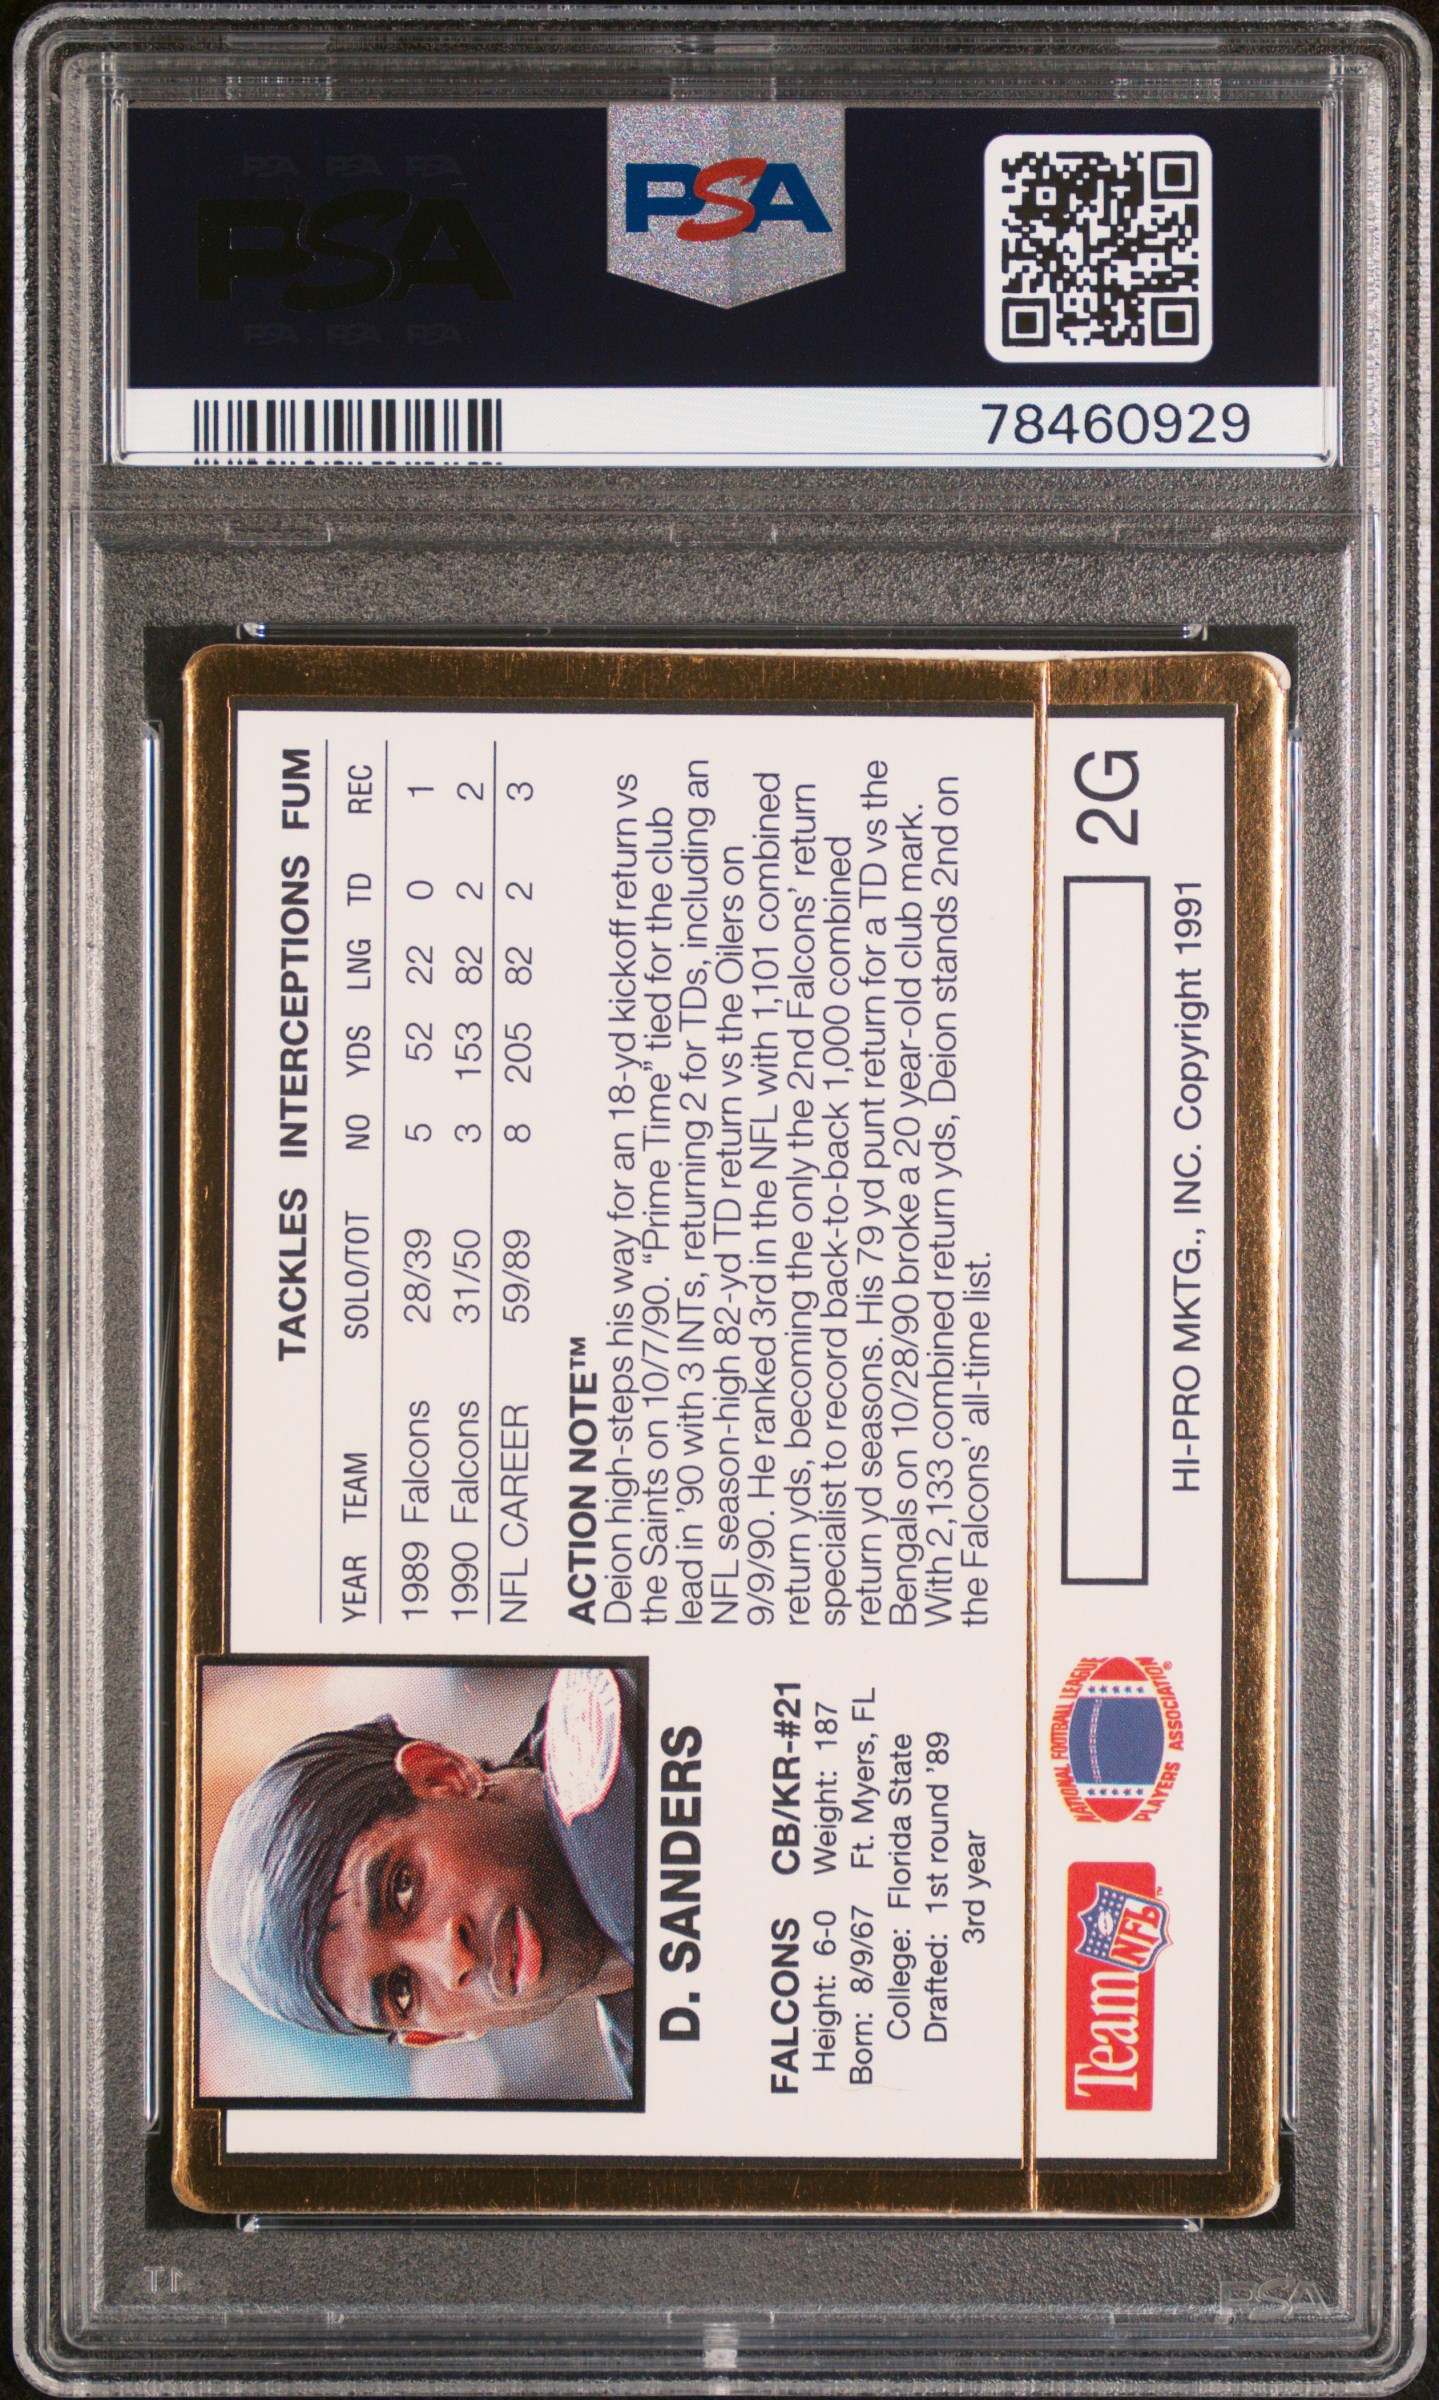 PSA PSA PSA
PSA
PSA PSA PSA
PSA
78460929
TACKLES INTERCEPTIONS FUM
YEAR TEAM SOLO/TOT NO YDS LNG TD REC
1989 Falcons 28/39 5 52 22 0 1
1990 Falcons 31/50 3 153 82 2 2
NFL CAREER 59/89 8 205 82 2 3
ACTION NOTE™
Deion high-steps his way for an 18-yd kickoff return vs
the Saints on 10/7/90. “Prime Time” tied for the club
lead in ’90 with 3 INTs, returning 2 for TDs, including an
NFL season-high 82-yd TD return vs the Oilers on
9/9/90. He ranked 3rd in the NFL with 1,101 combined
return yds, becoming the only the 2nd Falcons’ return
specialist to record back-to-back 1,000 combined
return yd seasons. His 79 yd punt return for a TD vs the
Bengals on 10/28/90 broke a 20 year-old club mark.
With 2,133 combined return yds, Deion stands 2nd on
the Falcons’ all-time list.
D. SANDERS
FALCONS CB/KR-#21
Height: 6-0 Weight: 187
Born: 8/9/67 Ft. Myers, FL
College: Florida State
Drafted: 1st round ’89
3rd year
Team NFL™
NATIONAL FOOTBALL LEAGUE
PLAYERS ASSOCIATION®
2G
HI-PRO MKTG., INC. Copyright 1991
PSA